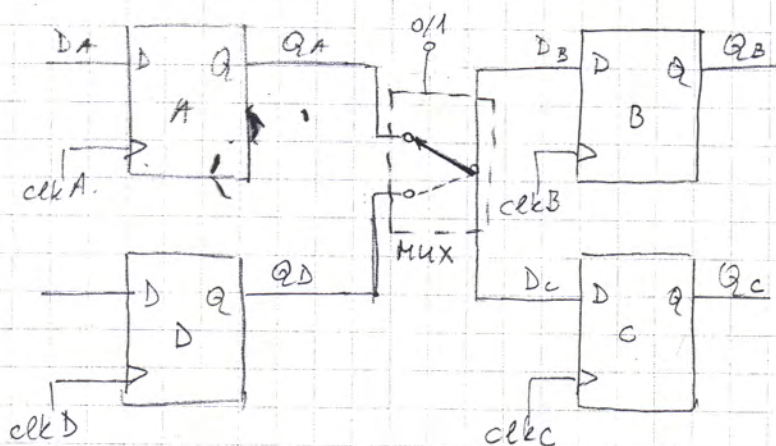 0/1
DA D Q QA DB D Q QB
A B
clkA. clkB
MUX
D Q QD DC D Q QC
D C
clkD clkC